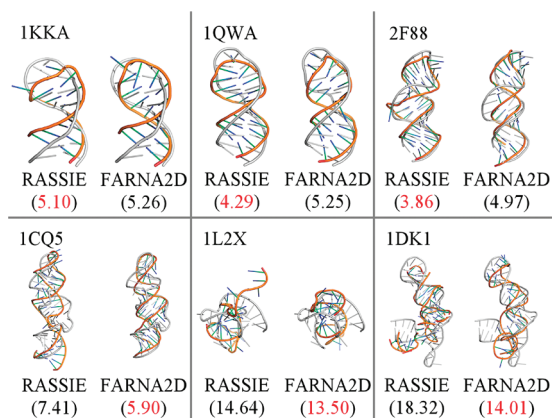 1KKA
RASSIE FARNA2D
(5.10) (5.26)
1QWA
RASSIE FARNA2D
(4.29) (5.25)
2F88
RASSIE FARNA2D
(3.86) (4.97)
1CQ5
RASSIE FARNA2D
(7.41) (5.90)
1L2X
RASSIE FARNA2D
(14.64) (13.50)
1DK1
RASSIE FARNA2D
(18.32) (14.01)